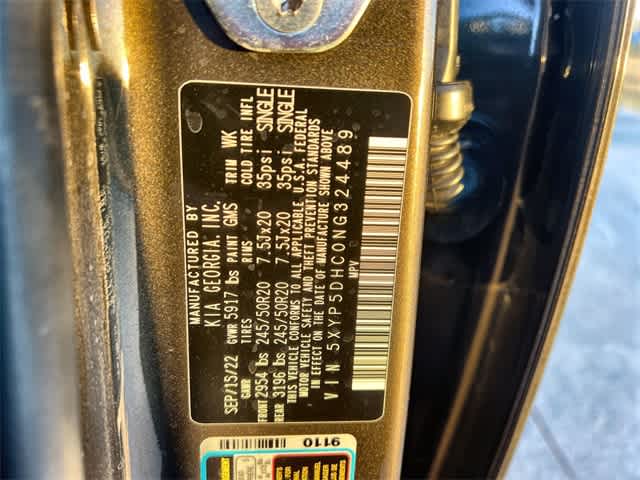 MANUFACTURED BY
KIA GEORGIA. INC.
SEP/15/22 GVWR 5917 lbs PAINT GMS TRIM WK
GAWR TIRES RIMS COLD TIRE INFL
FRONT 2954 lbs 245/50R20 7.5Jx20 35psi SINGLE
REAR 3196 lbs 245/50R20 7.5Jx20 35psi SINGLE
THIS VEHICLE CONFORMS TO ALL APPLICABLE U.S.A. FEDERAL
MOTOR VEHICLE SAFETY AND THEFT PREVENTION STANDARDS
IN EFFECT ON THE DATE OF MANUFACTURE SHOWN ABOVE
VIN 5XYP5DHC0NG324489
MPV
9110